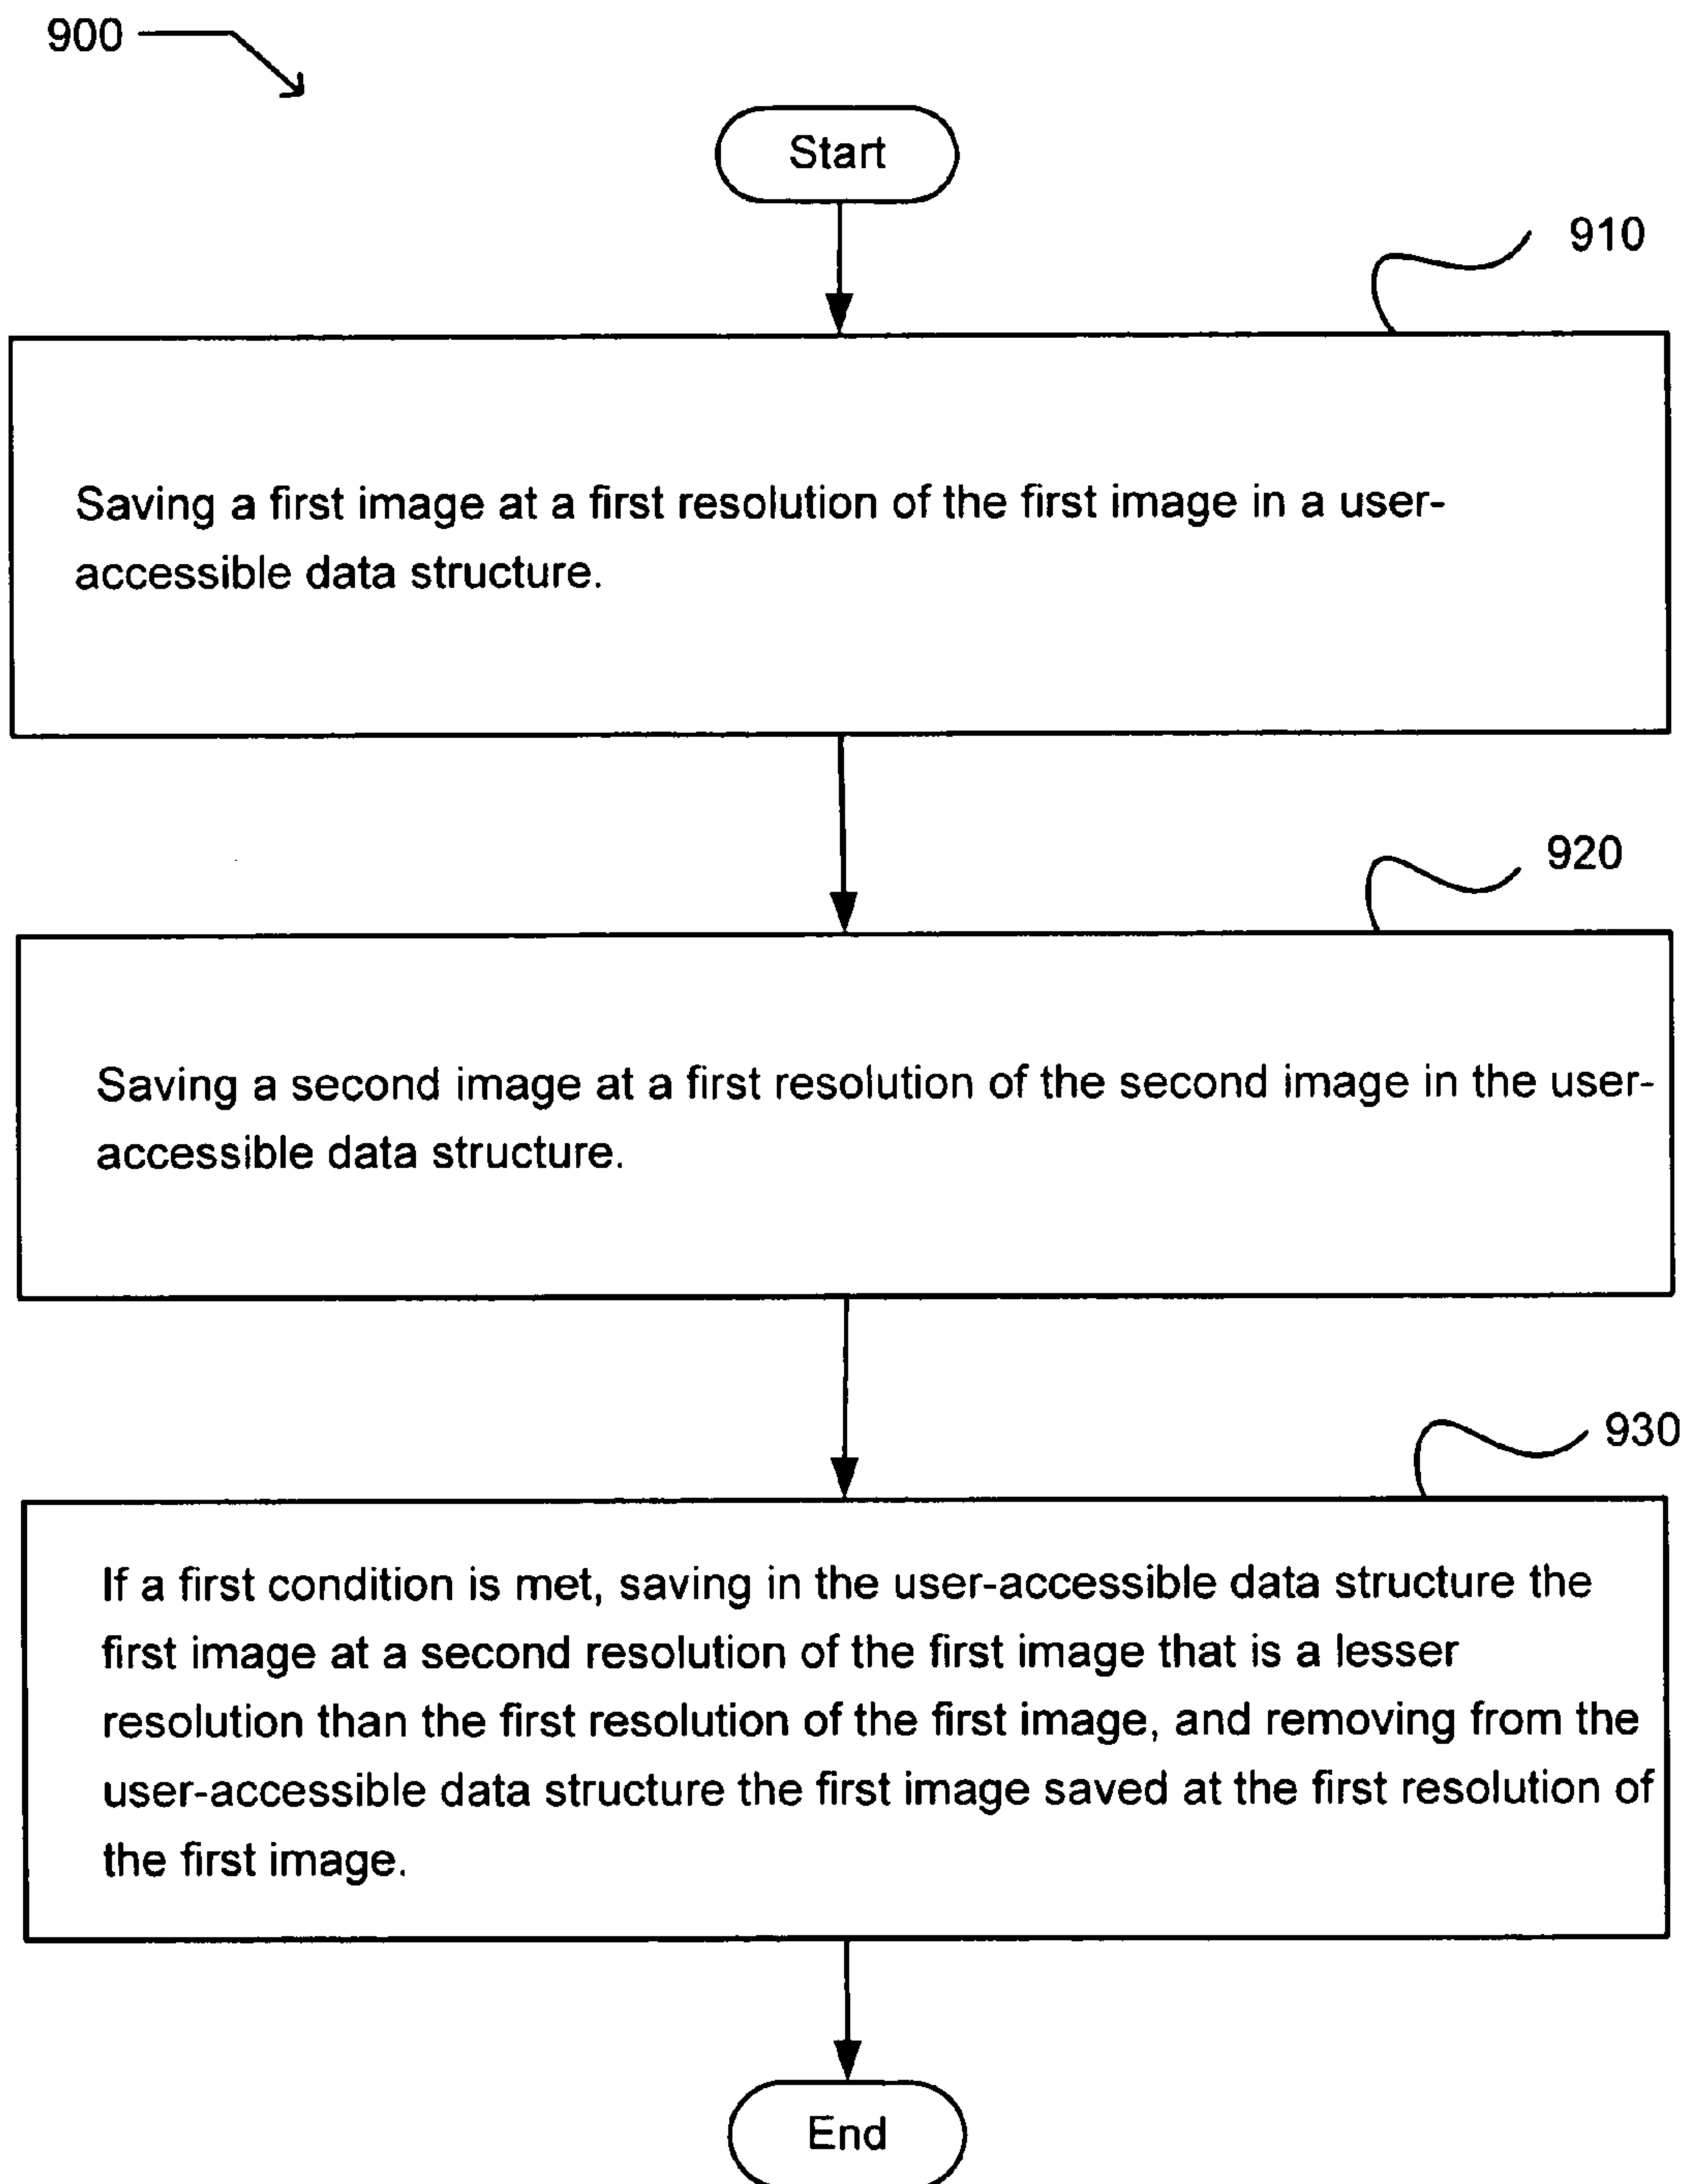 900
Start
910
Saving a first image at a first resolution of the first image in a user-
accessible data structure.
920
Saving a second image at a first resolution of the second image in the user-
accessible data structure.
930
If a first condition is met, saving in the user-accessible data structure the
first image at a second resolution of the first image that is a lesser
resolution than the first resolution of the first image, and removing from the
user-accessible data structure the first image saved at the first resolution of
the first image.
End